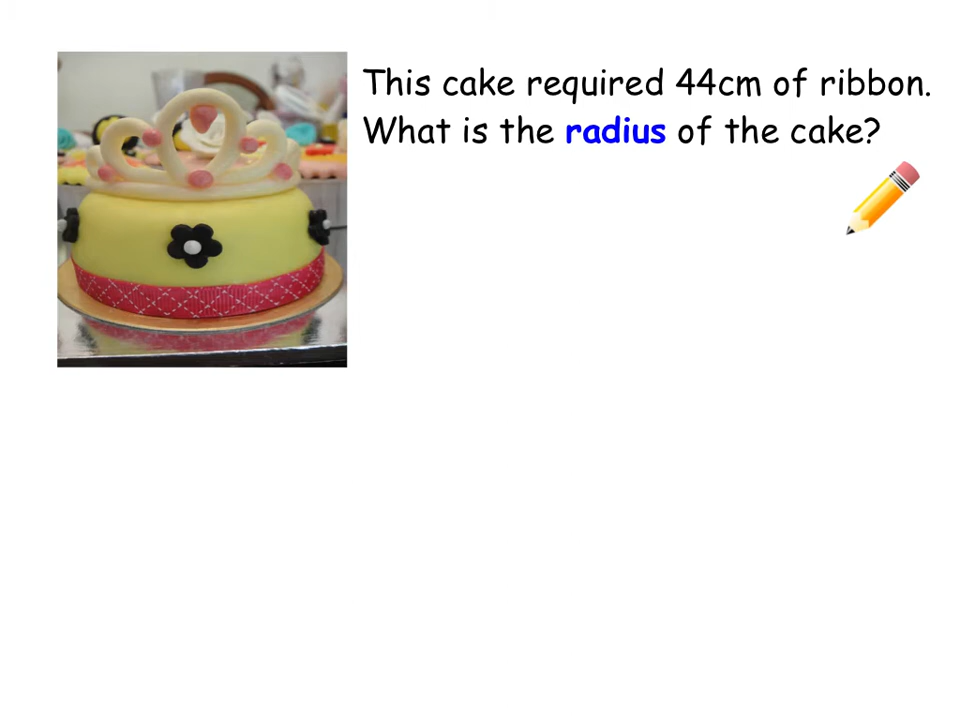 This cake required 44cm of ribbon.
What is the radius of the cake?